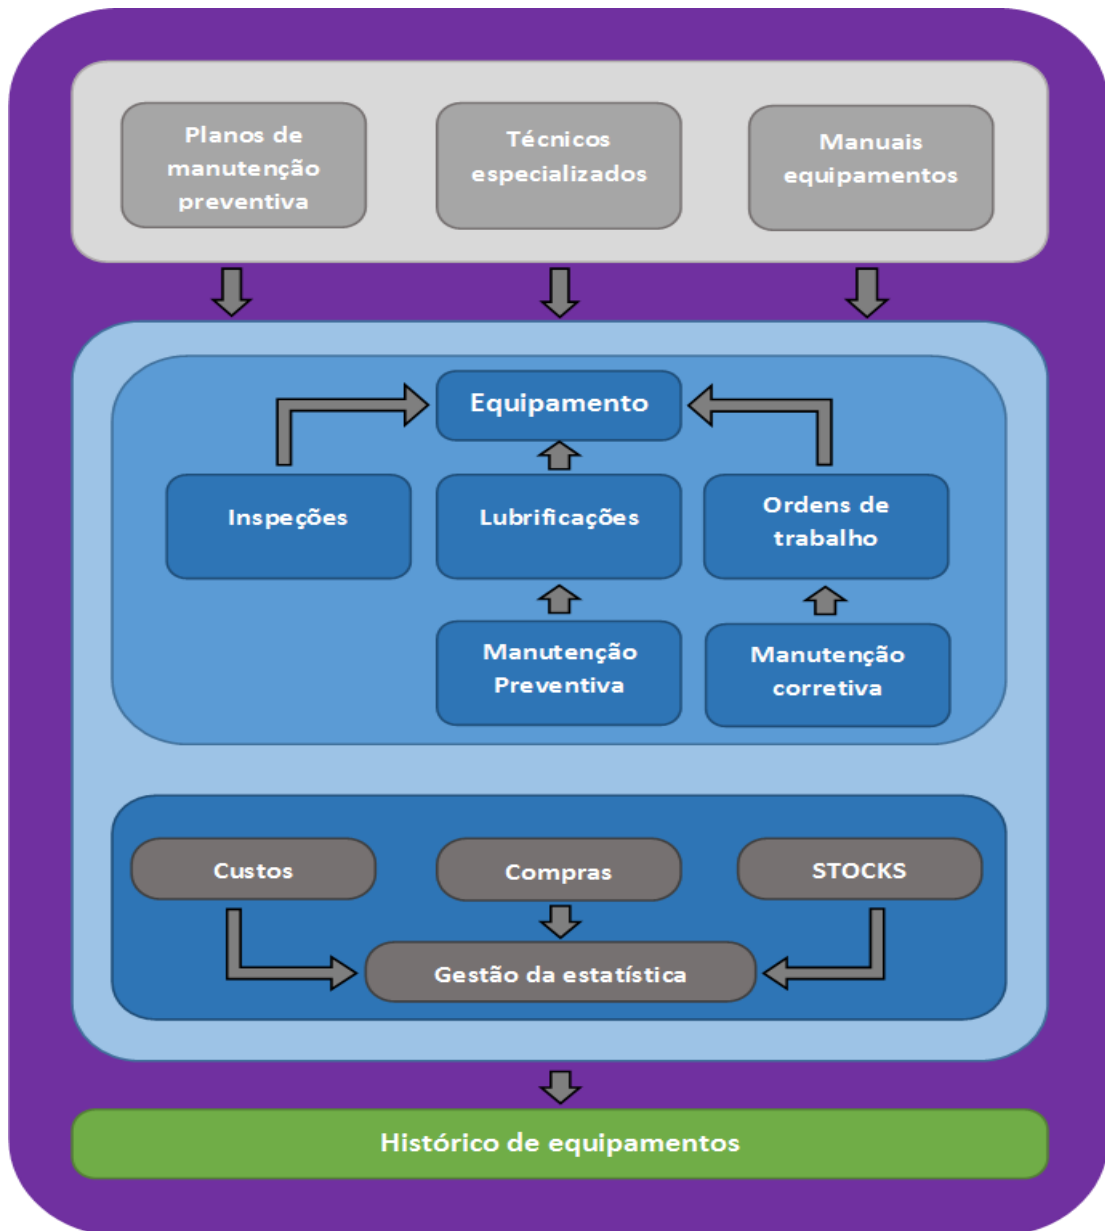 Planos de
manutenção
preventiva
Técnicos
especializados
Manuais
equipamentos
Equipamento
Inspeções
Lubrificações
Ordens de
trabalho
Manutenção
Preventiva
Manutenção
corretiva
Custos
Compras
STOCKS
Gestão da estatística
Histórico de equipamentos